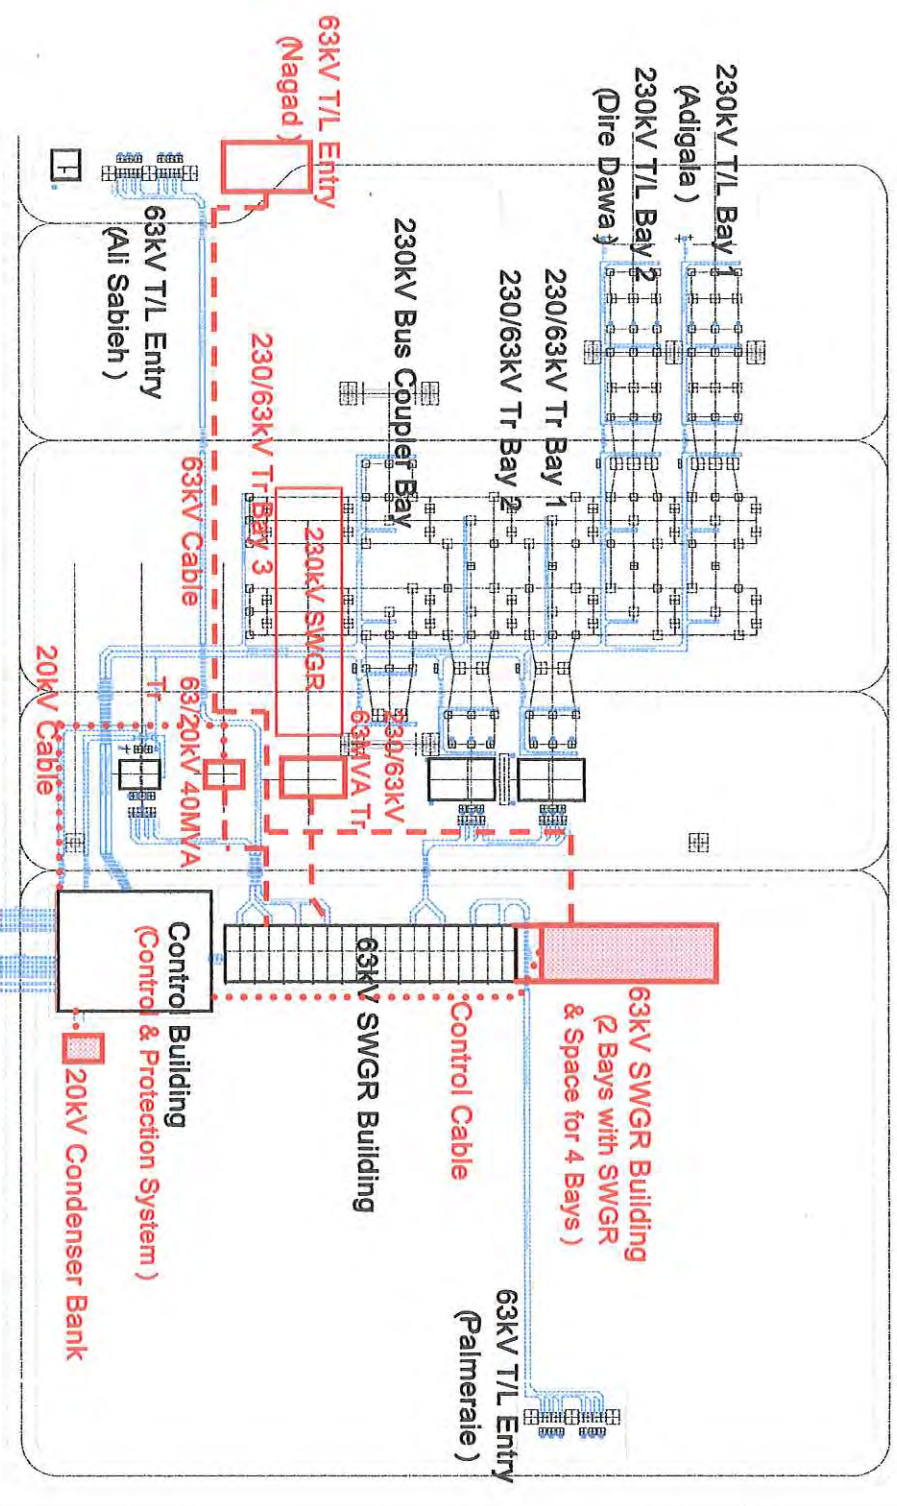 230kV T/L Bay 1
(Adigala )
230kV T/L Bay 2
(Dire Dawa )
63kV SWGR Building
(2 Bays with SWGR
& Space for 4 Bays )
230/63kV Tr Bay 1
230/63kV Tr Bay 2
63kV T/L Entry
(Palmeraie )
Control Cable
230kV Bus Coupler Bay
230/63kV
63MVA Tr
63kV SWGR Building
63kV T/L Entry
(Nagad )
230kV SWGR
230/63kV Tr Bay 3
63kV Cable
63/20kV 40MVA
Tr
Control Building
(Control & Protection System )
63kV T/L Entry
(Ali Sabieh )
20kV Condenser Bank
20kV Cable